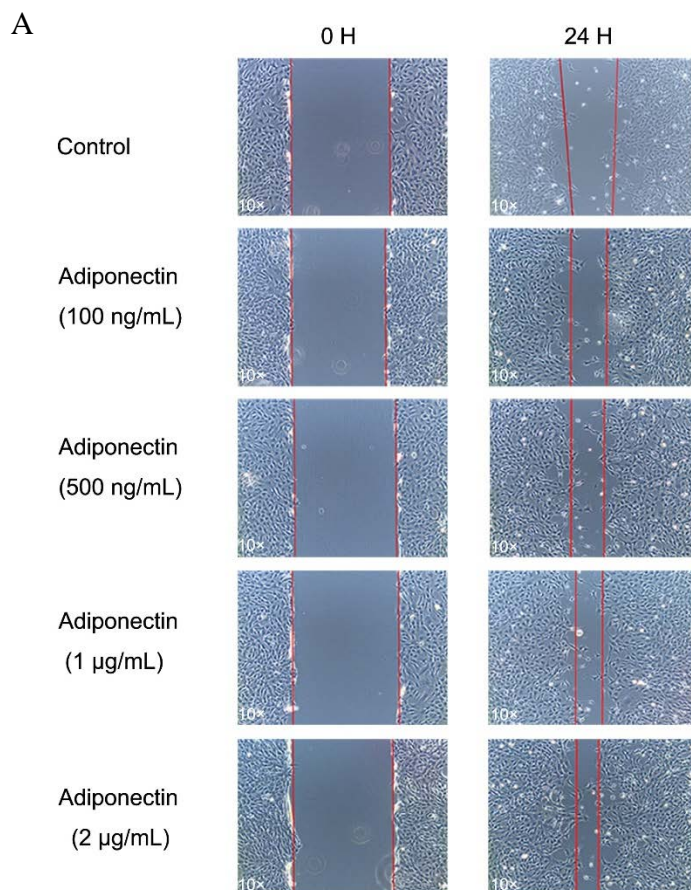 A
0 H
24 H
Control
10×
10×
Adiponectin
(100 ng/mL)
10×
10×
Adiponectin
(500 ng/mL)
10×
10×
Adiponectin
(1 µg/mL)
10×
10×
Adiponectin
(2 µg/mL)
10×
10×